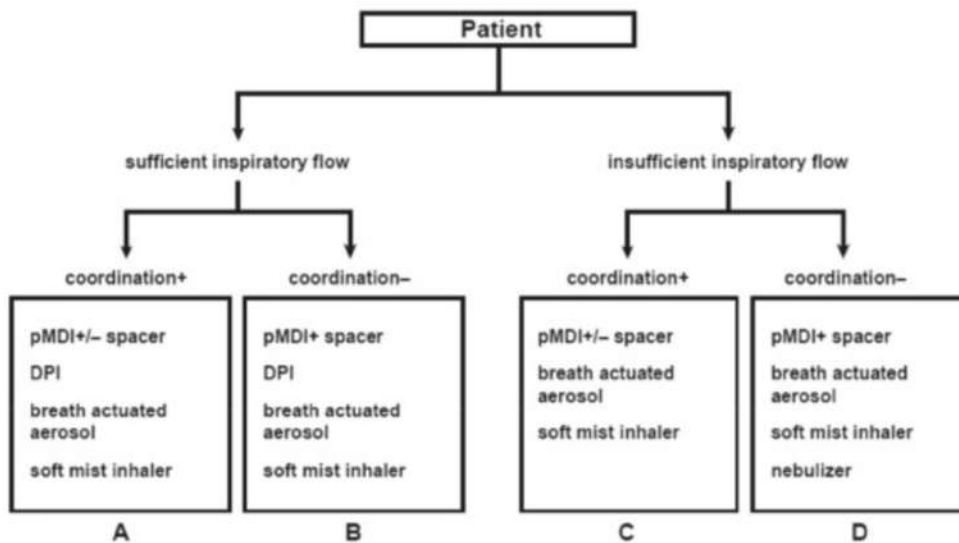 Patient
sufficient inspiratory flow
insufficient inspiratory flow
coordination+
coordination–
coordination+
coordination–
pMDI+/– spacer
DPI
breath actuated
aerosol
soft mist inhaler
A
pMDI+ spacer
DPI
breath actuated
aerosol
soft mist inhaler
B
pMDI+/– spacer
breath actuated
aerosol
soft mist inhaler
C
pMDI+ spacer
breath actuated
aerosol
soft mist inhaler
nebulizer
D